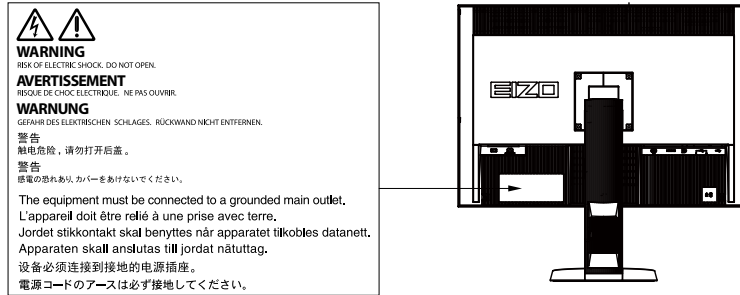 WARNING
RISK OF ELECTRIC SHOCK. DO NOT OPEN.
AVERTISSEMENT
RISQUE DE CHOC ELECTRIQUE. NE PAS OUVRIR.
WARNUNG
GEFAHR DES ELEKTRISCHEN SCHLAGES. RÜCKWAND NICHT ENTFERNEN.
警告
触电危险，请勿打开后盖。
警告
感電の恐れあり、カバーをあけないでください。
The equipment must be connected to a grounded main outlet.
L'appareil doit être relié à une prise avec terre.
Jordet stikkontakt skal benyttes når apparatet tilkobles datanett.
Apparaten skall anslutas till jordat nätuttag.
设备必须连接到接地的电源插座。
電源コードのアースは必ず接地してください。
EIZO